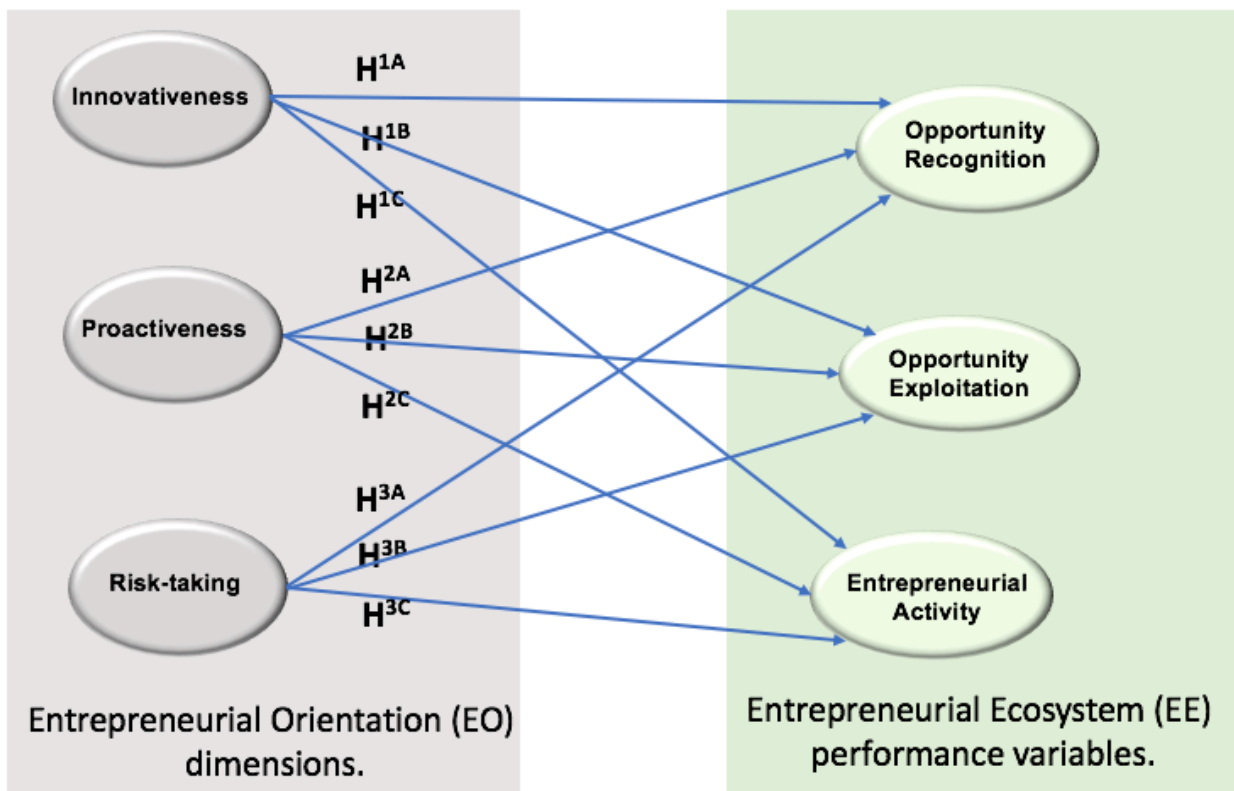 Innovativeness
H1A
H1B
H1C
Opportunity
Recognition
Proactiveness
H2A
H2B
H2C
Opportunity
Exploitation
Risk-taking
H3A
H3B
H3C
Entrepreneurial
Activity
Entrepreneurial Orientation (EO)
dimensions.
Entrepreneurial Ecosystem (EE)
performance variables.